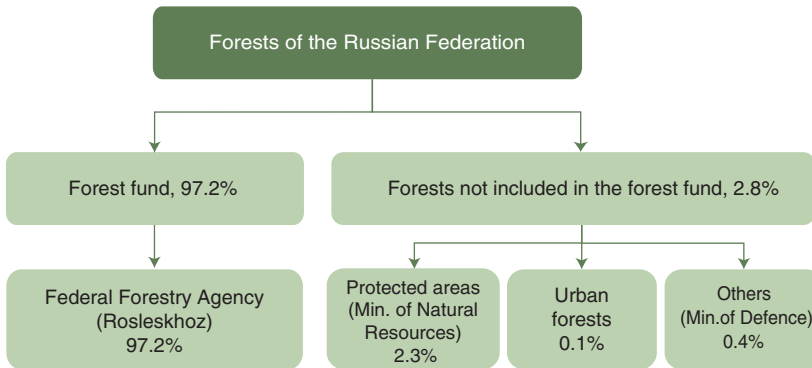 Forests of the Russian Federation
Forest fund, 97.2%
Forests not included in the forest fund, 2.8%
Federal Forestry Agency
(Rosleskhoz)
97.2%
Protected areas
(Min. of Natural
Resources)
2.3%
Urban
forests
0.1%
Others
(Min.of Defence)
0.4%